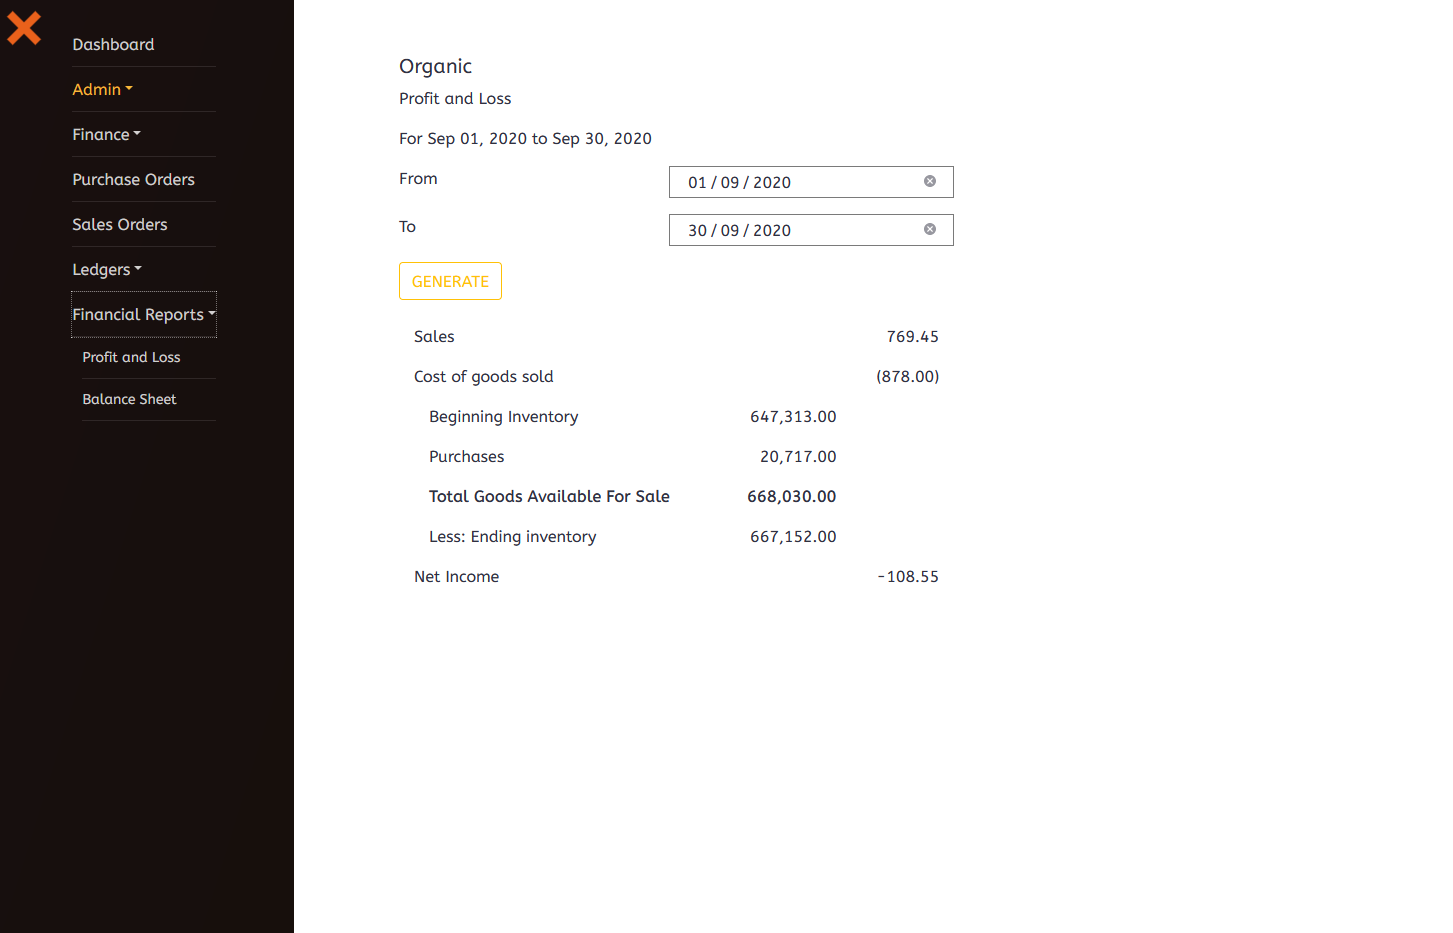 Dashboard
Admin
Finance
Purchase Orders
Sales Orders
Ledgers
Financial Reports
Profit and Loss
Balance Sheet
Organic
Profit and Loss
For Sep 01, 2020 to Sep 30, 2020
From 01 / 09 / 2020
To 30 / 09 / 2020
GENERATE
Sales 769.45
Cost of goods sold (878.00)
Beginning Inventory 647,313.00
Purchases 20,717.00
Total Goods Available For Sale 668,030.00
Less: Ending inventory 667,152.00
Net Income -108.55